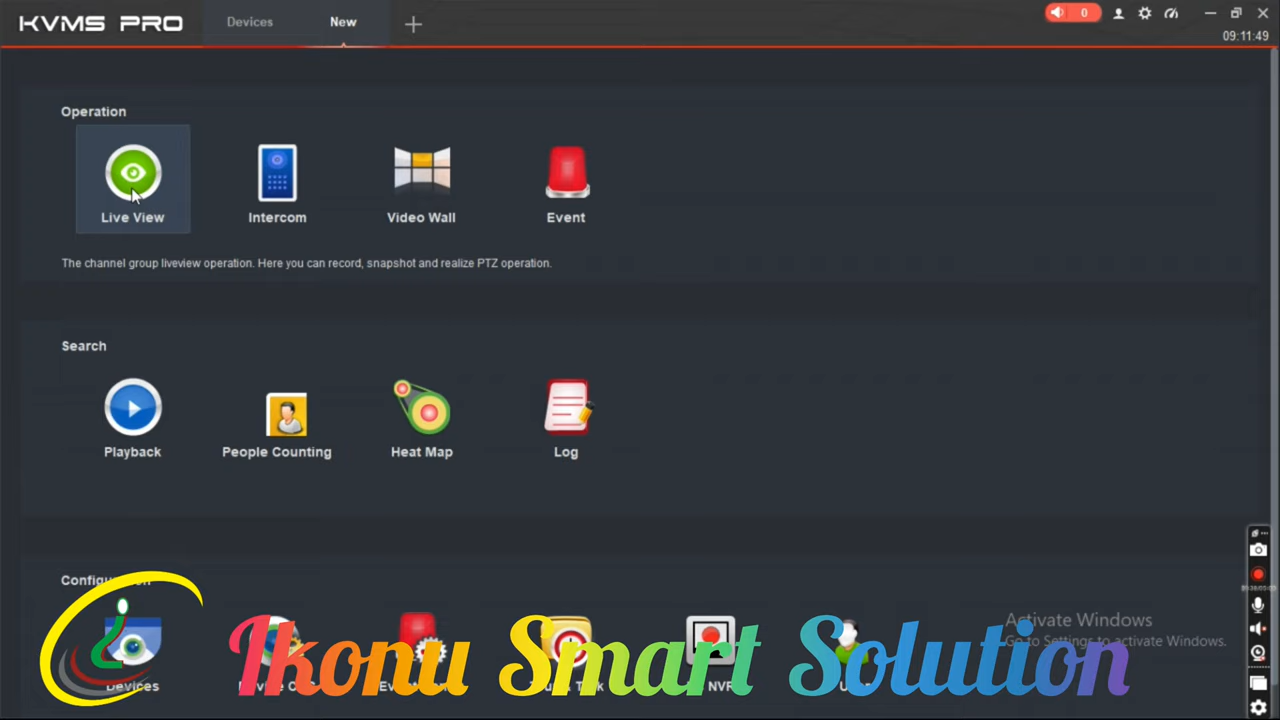 KVMS PRO
Devices
New
0
09:11:49
Operation
Live View
Intercom
Video Wall
Event
The channel group liveview operation. Here you can record, snapshot and realize PTZ operation.
Search
Playback
People Counting
Heat Map
Log
Activate Windows
Go to Settings to activate Windows.
Ikonu Smart Solution
Devices
NVR